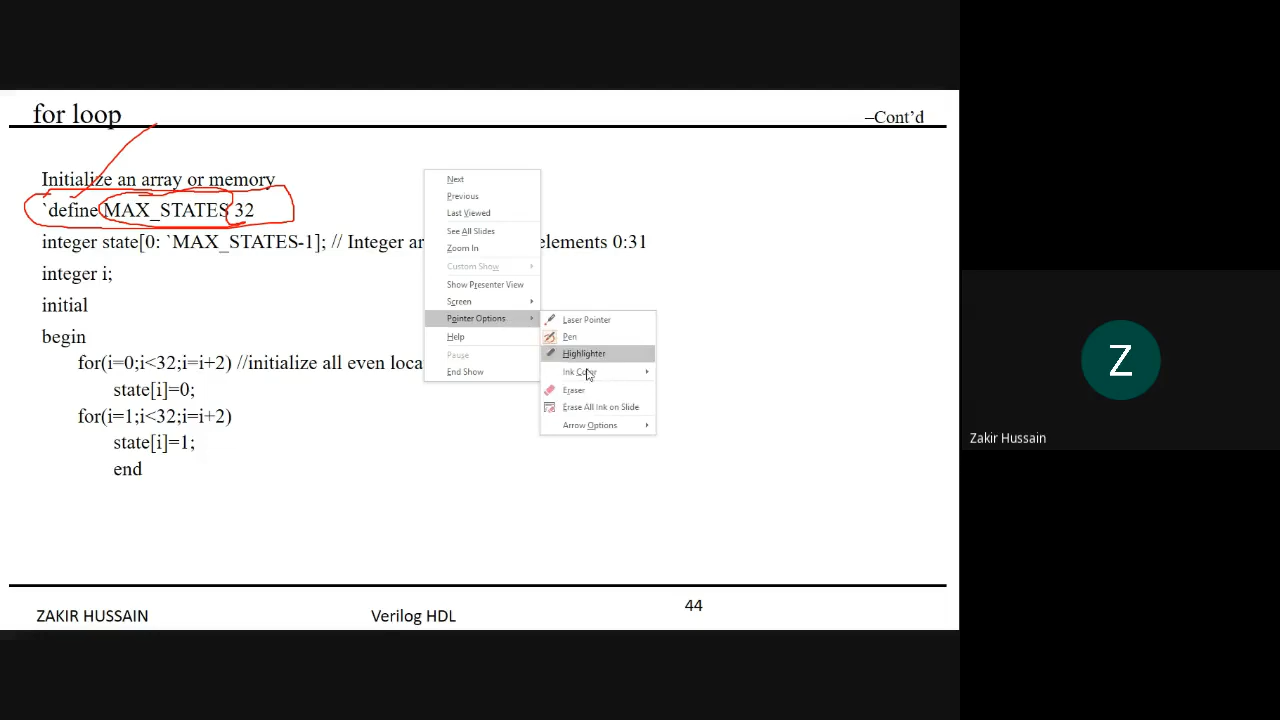 for loop
–Cont’d
Initialize an array or memory
`define MAX_STATES 32
integer state[0: `MAX_STATES-1]; // Integer ar elements 0:31
integer i;
initial
begin
for(i=0;i<32;i=i+2) //initialize all even loca
state[i]=0;
for(i=1;i<32;i=i+2)
state[i]=1;
end
Next
Previous
Last Viewed
See All Slides
Zoom In
Custom Show
Show Presenter View
Screen
Pointer Options
Help
Pause
End Show
Laser Pointer
Pen
Highlighter
Ink Color
Eraser
Erase All Ink on Slide
Arrow Options
ZAKIR HUSSAIN
Verilog HDL
44
Z
Zakir Hussain